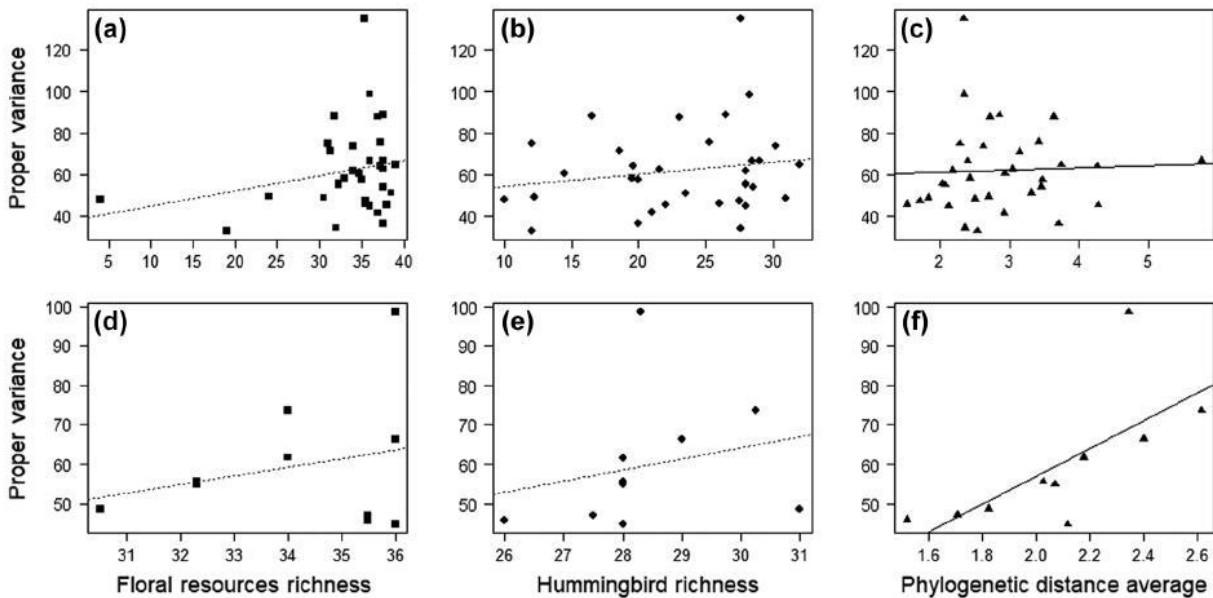 (a) (b) (c)
Proper variance
120
100
80
60
40
5 10 15 20 25 30 35 40
120
100
80
60
40
10 15 20 25 30
120
100
80
60
40
2 3 4 5
(d) (e) (f)
Proper variance
100
90
80
70
60
50
31 32 33 34 35 36
100
90
80
70
60
50
26 27 28 29 30 31
100
90
80
70
60
50
1.6 1.8 2.0 2.2 2.4 2.6
Floral resources richness
Hummingbird richness
Phylogenetic distance average